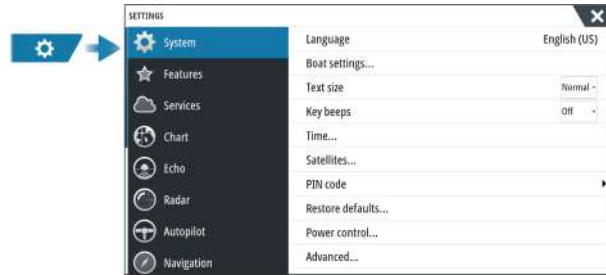 SETTINGS
System
Features
Services
Chart
Echo
Radar
Autopilot
Navigation
Language English (US)
Boat settings...
Text size Normal
Key beeps Off
Time...
Satellites...
PIN code
Restore defaults...
Power control...
Advanced...